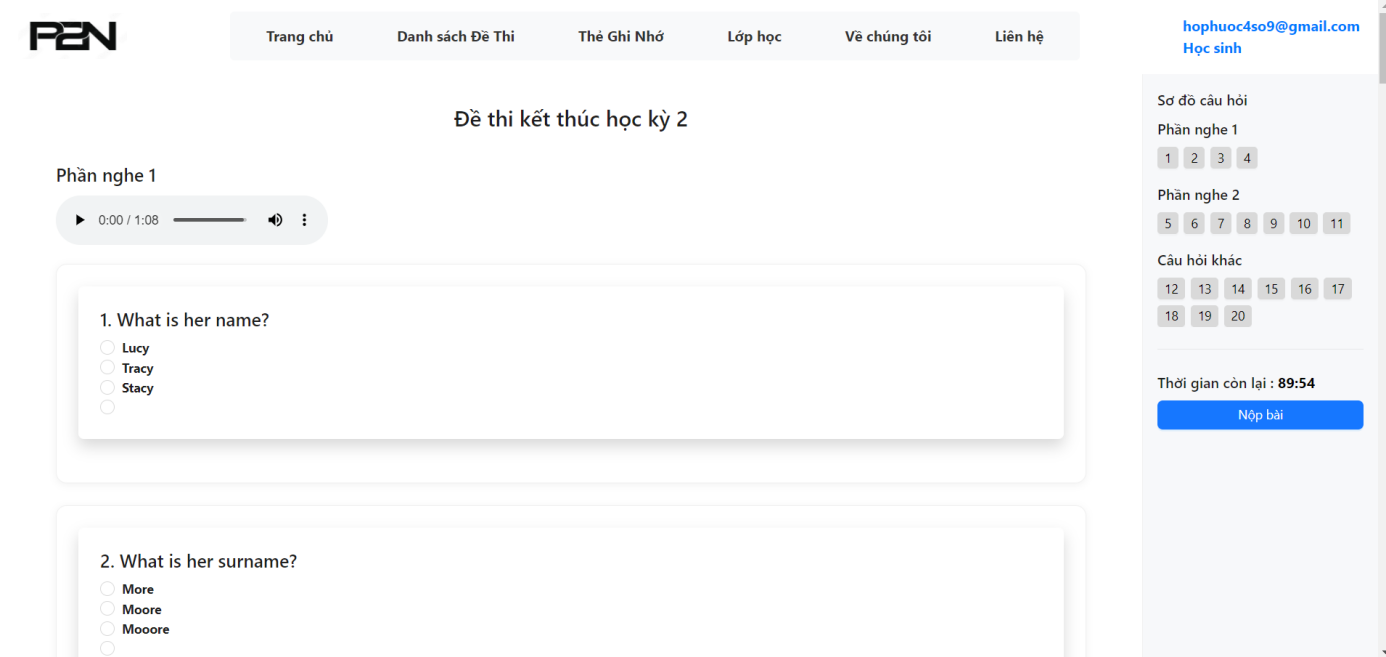 P2N
Trang chủ
Danh sách Đề Thi
Thẻ Ghi Nhớ
Lớp học
Về chúng tôi
Liên hệ
hophuoc4so9@gmail.com
Học sinh
Đề thi kết thúc học kỳ 2
Phần nghe 1
0:00 / 1:08
1. What is her name?
Lucy
Tracy
Stacy
2. What is her surname?
More
Moore
Mooore
Sơ đồ câu hỏi
Phần nghe 1
1 2 3 4
Phần nghe 2
5 6 7 8 9 10 11
Câu hỏi khác
12 13 14 15 16 17
18 19 20
Thời gian còn lại : 89:54
Nộp bài